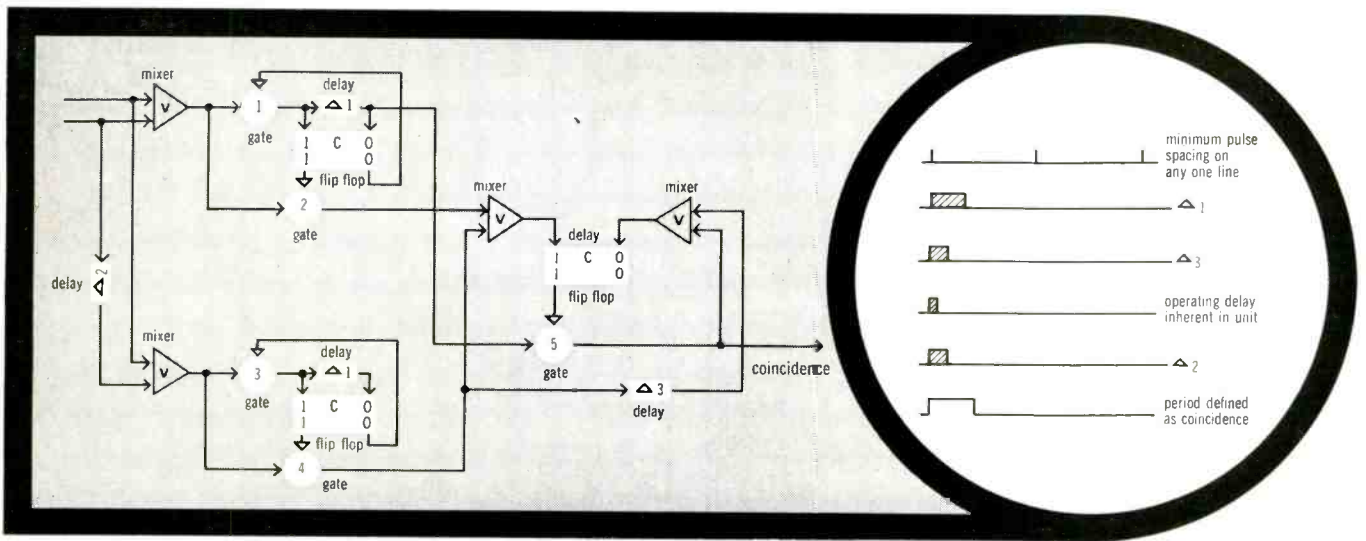 mixer
v
1
gate
delay
△ 1
1 C 0
1 0
flip flop
2
gate
delay
△ 2
mixer
v
3
gate
delay
△ 1
1 C 0
1 0
flip flop
4
gate
mixer
v
mixer
v
delay
1 C 0
1 0
flip flop
5
gate
coincidence
△ 3
delay
minimum pulse
spacing on
any one line
△ 1
△ 3
operating delay
inherent in unit
△ 2
period defined
as coincidence